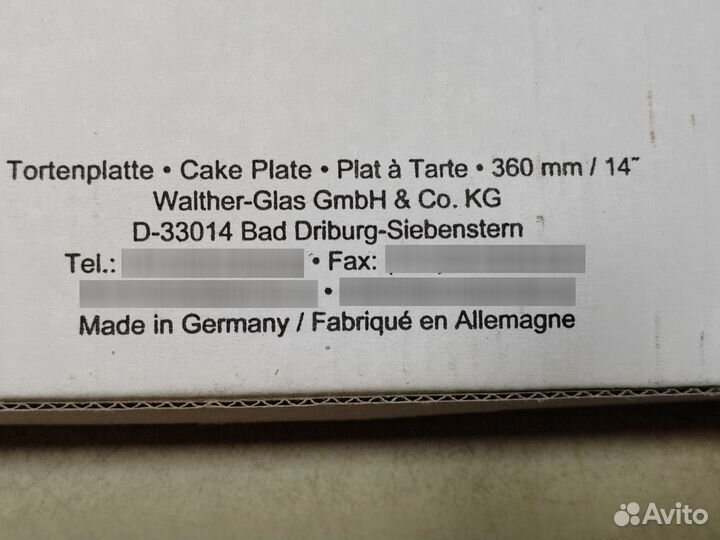 Tortenplatte • Cake Plate • Plat à Tarte • 360 mm / 14˝
Walther-Glas GmbH & Co. KG
D-33014 Bad Driburg-Siebenstern
Tel.: • Fax:
•
Made in Germany / Fabriqué en Allemagne
Avito